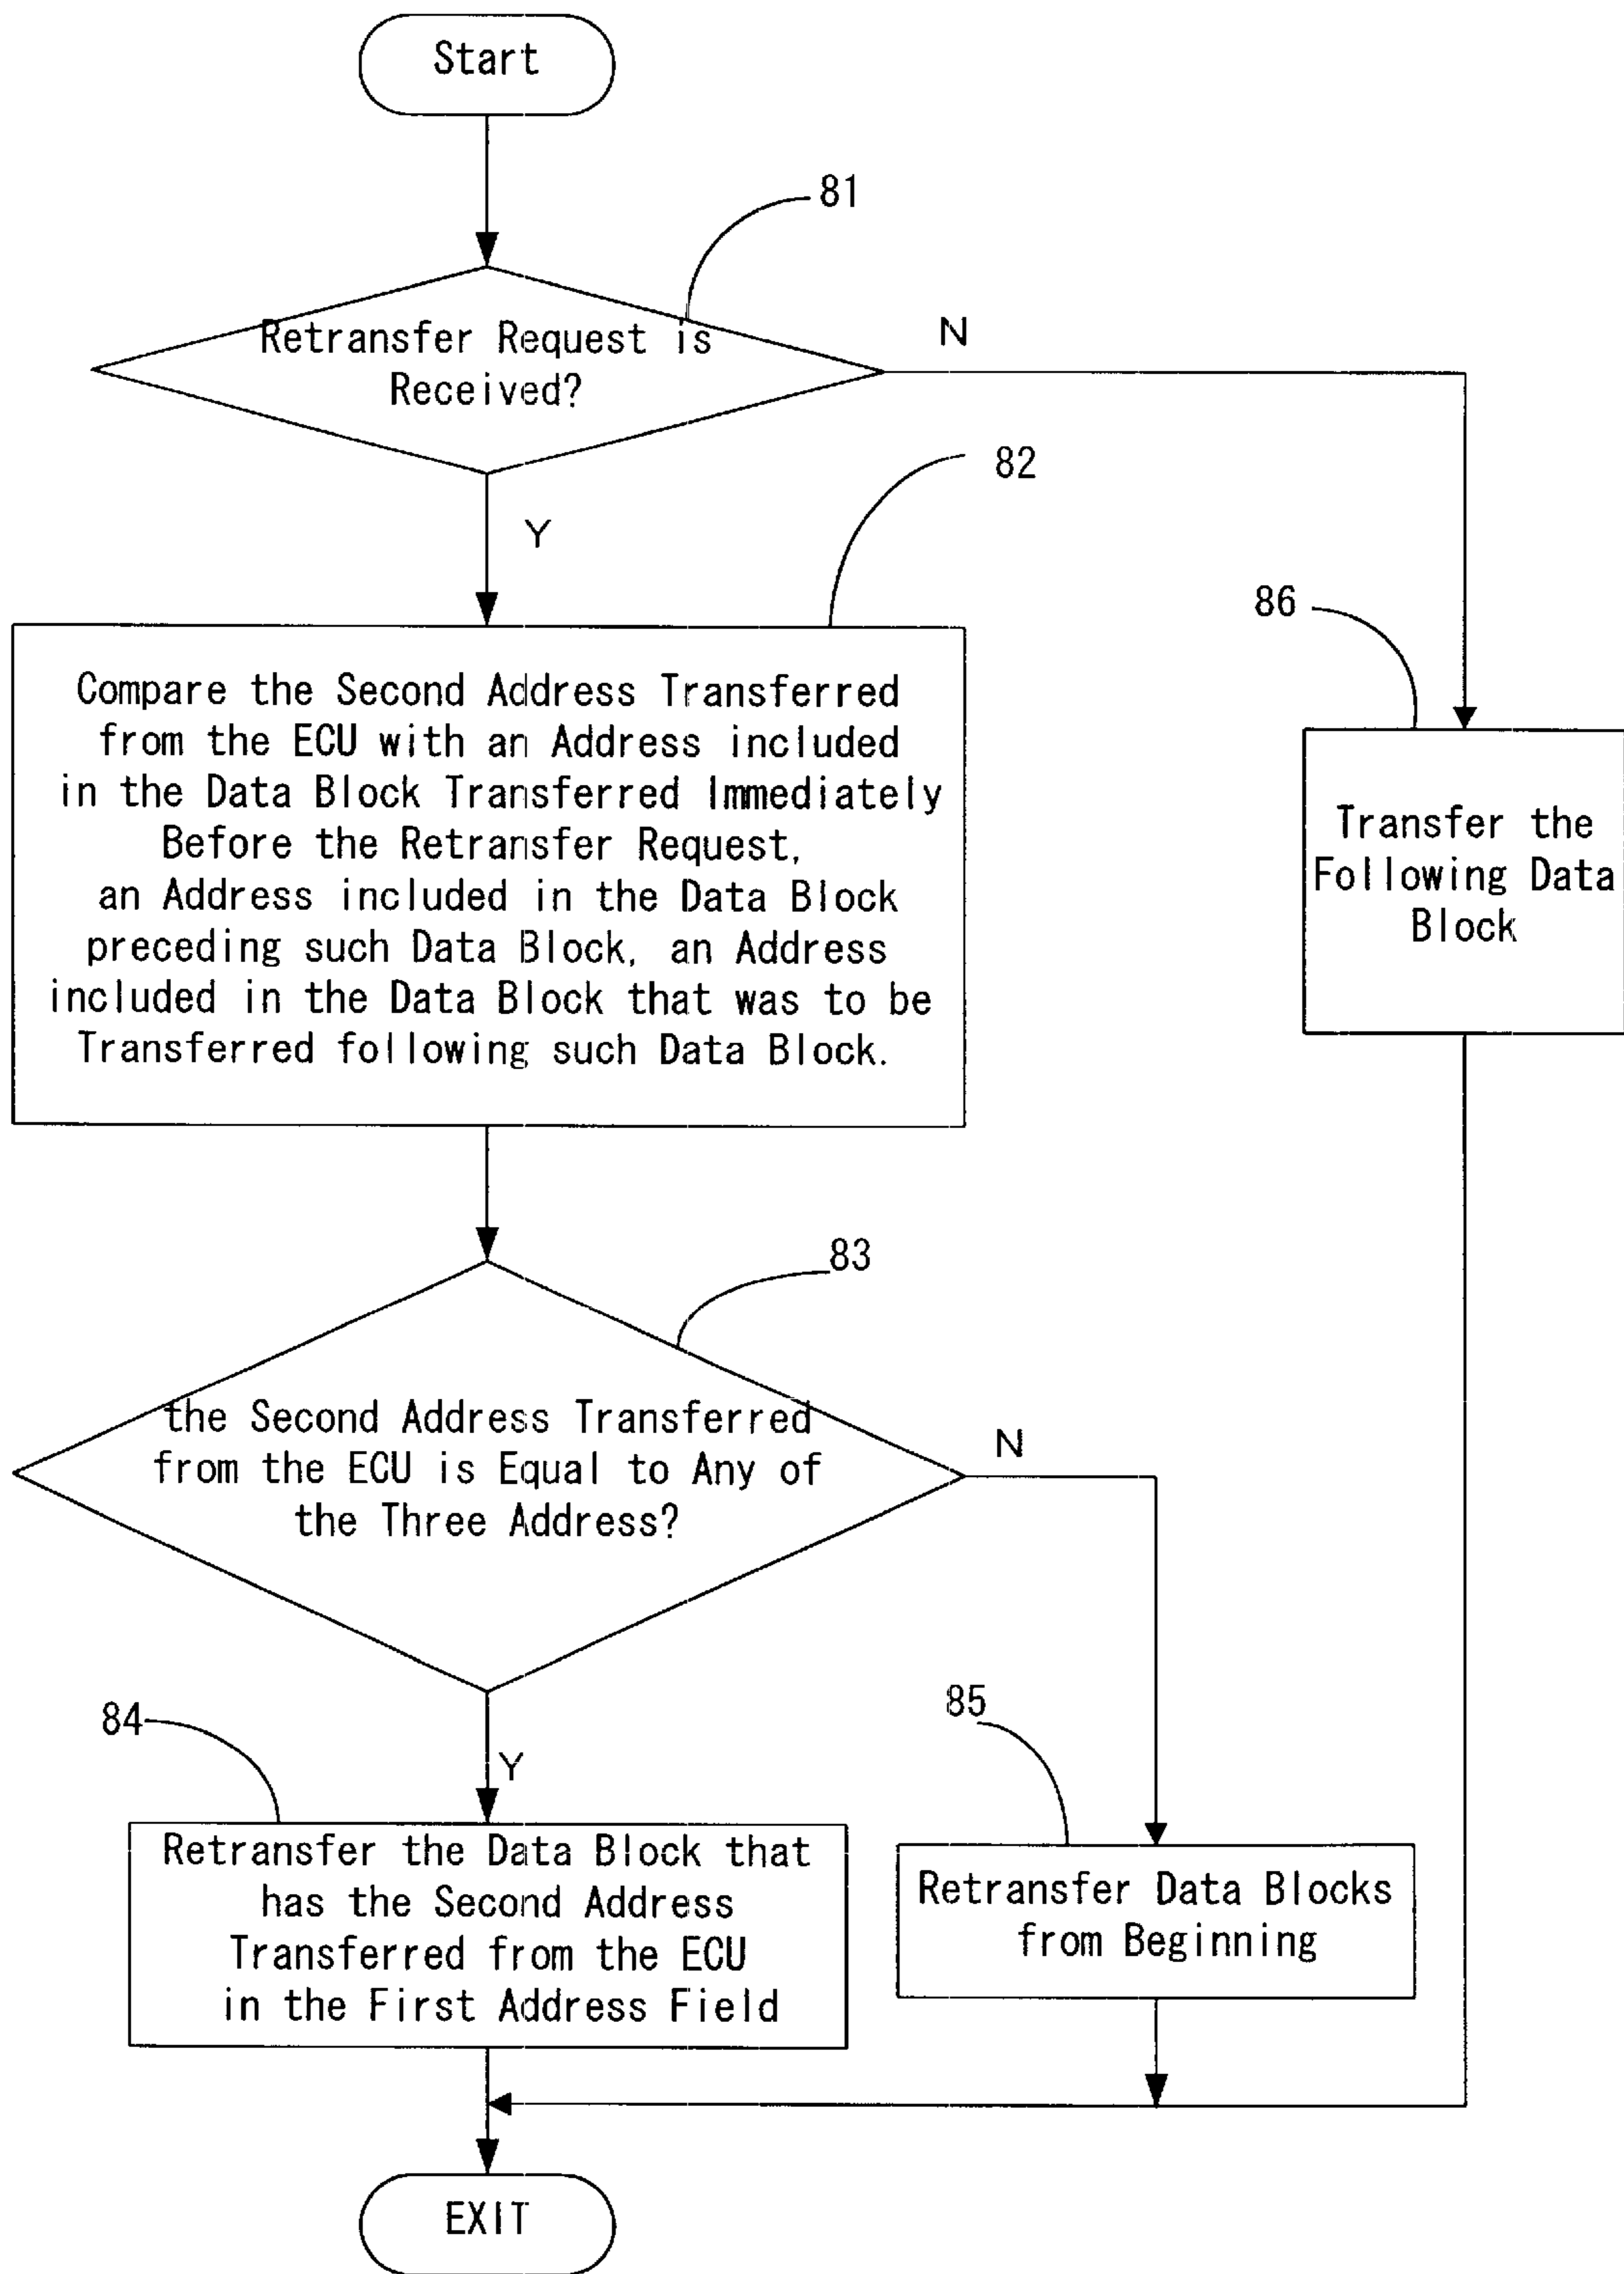 Start
81
Retransfer Request is
Received?
N
Y
82
Compare the Second Address Transferred
from the ECU with an Address included
in the Data Block Transferred Immediately
Before the Retransfer Request,
an Address included in the Data Block
preceding such Data Block, an Address
included in the Data Block that was to be
Transferred following such Data Block.
86
Transfer the
Following Data
Block
83
the Second Address Transferred
from the ECU is Equal to Any of
the Three Address?
N
Y
84
Retransfer the Data Block that
has the Second Address
Transferred from the ECU
in the First Address Field
85
Retransfer Data Blocks
from Beginning
EXIT